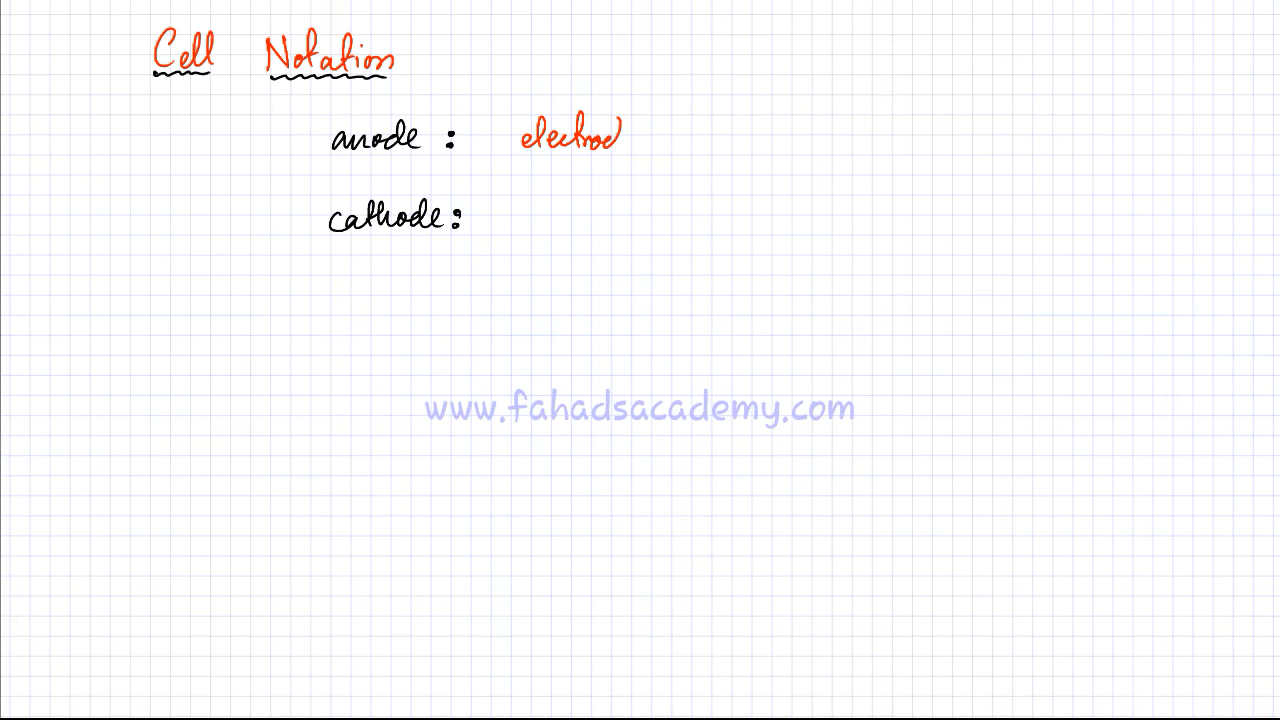 Cell Notation
anode : electrod
cathode :
www.fahadsacademy.com